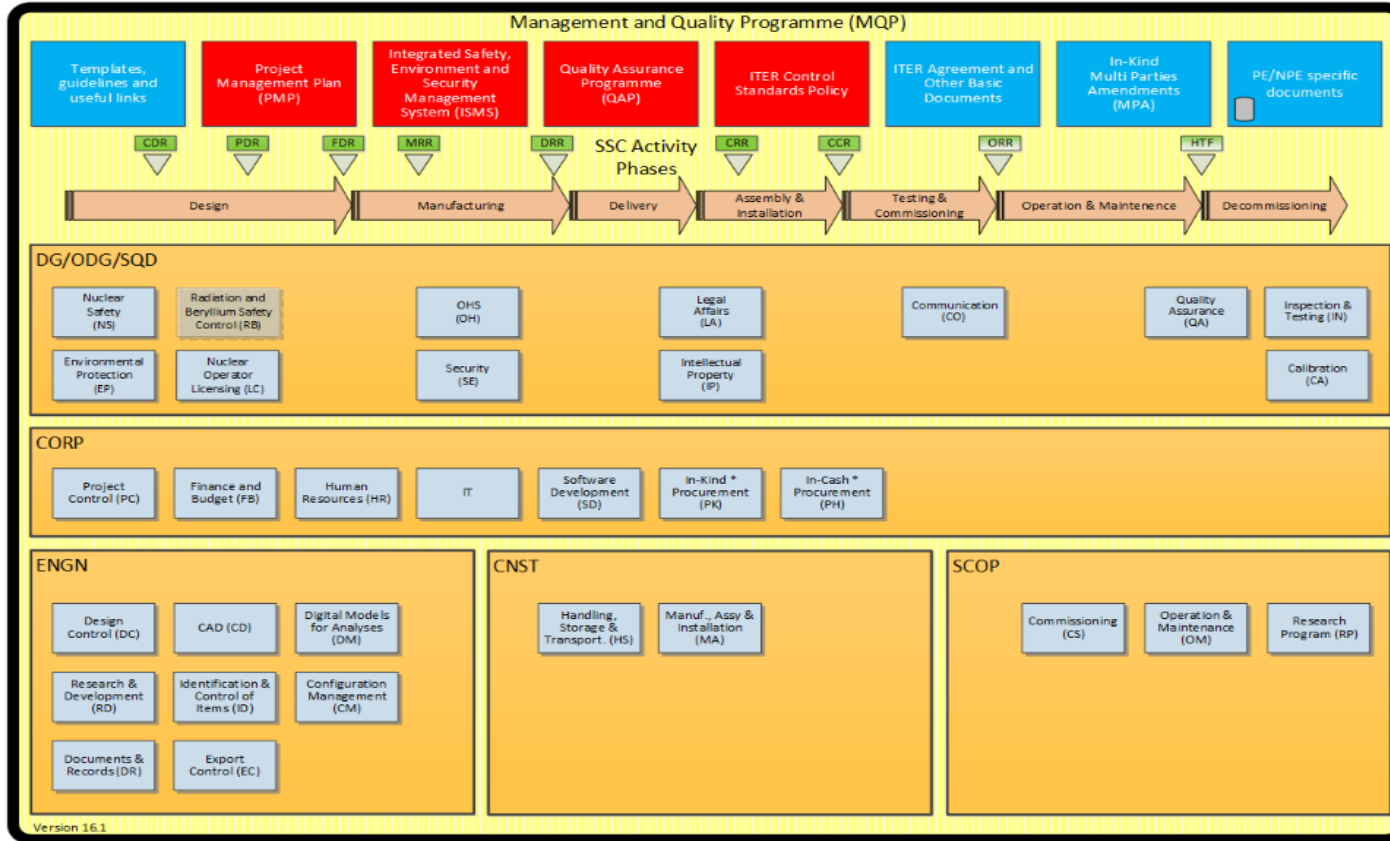 Management and Quality Programme (MQP)
Templates,
guidelines and
useful links
Project
Management Plan
(PMP)
Integrated Safety,
Environment and
Security
Management
System (ISMS)
Quality Assurance
Programme
(QAP)
ITER Control
Standards Policy
ITER Agreement and
Other Basic
Documents
In-Kind
Multi Parties
Amendments
(MPA)
PE/NPE specific
documents
CDR
PDR
FDR
MRR
DRR
SSC Activity
Phases
CRR
CCR
ORR
HTF
Design
Manufacturing
Delivery
Assembly &
Installation
Testing &
Commissioning
Operation & Maintenence
Decommissioning
DG/ODG/SQD
Nuclear
Safety
(NS)
Radiation and
Beryllium Safety
Control (RB)
OHS
(OH)
Legal
Affairs
(LA)
Communication
(CO)
Quality
Assurance
(QA)
Inspection &
Testing (IN)
Environmental
Protection
(EP)
Nuclear
Operator
Licensing (LC)
Security
(SE)
Intellectual
Property
(IP)
Calibration
(CA)
CORP
Project
Control (PC)
Finance and
Budget (FB)
Human
Resources (HR)
IT
Software
Development
(SD)
In-Kind *
Procurement
(PK)
In-Cash *
Procurement
(PH)
ENGN
Design
Control (DC)
CAD (CD)
Digital Models
for Analyses
(DM)
Research &
Development
(RD)
Identification &
Control of
Items (ID)
Configuration
Management
(CM)
Documents &
Records (DR)
Export
Control (EC)
CNST
Handling,
Storage &
Transport. (HS)
Manuf., Assy &
Installation
(MA)
SCOP
Commissioning
(CS)
Operation &
Maintenance
(OM)
Research
Program (RP)
Version 16.1